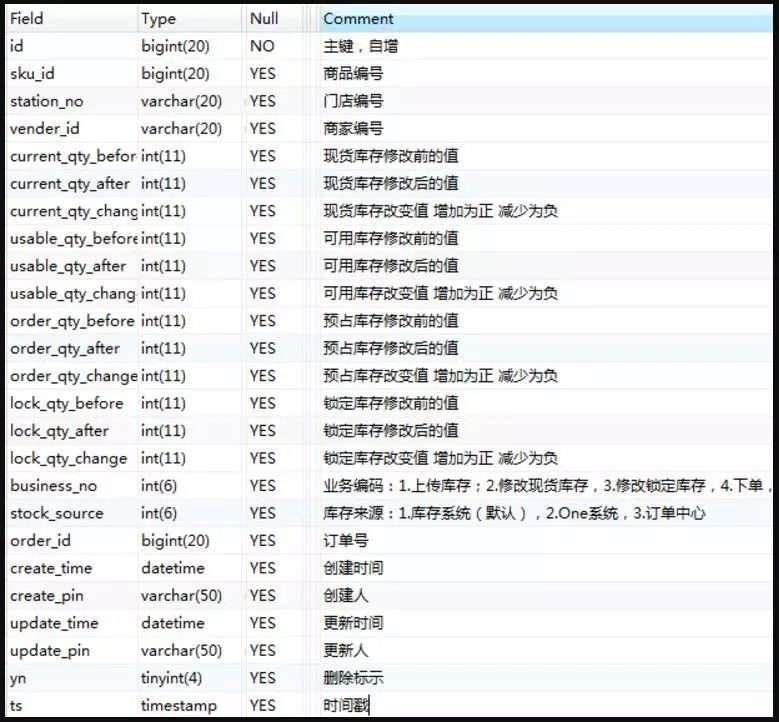 Field Type Null Comment
id bigint(20) NO 主键，自增
sku_id bigint(20) YES 商品编号
station_no varchar(20) YES 门店编号
vender_id varchar(20) YES 商家编号
current_qty_befor int(11) YES 现货库存修改前的值
current_qty_after int(11) YES 现货库存修改后的值
current_qty_chang int(11) YES 现货库存改变值 增加为正 减少为负
usable_qty_before int(11) YES 可用库存修改前的值
usable_qty_after int(11) YES 可用库存修改后的值
usable_qty_chang int(11) YES 可用库存改变值 增加为正 减少为负
order_qty_before int(11) YES 预占库存修改前的值
order_qty_after int(11) YES 预占库存修改后的值
order_qty_change int(11) YES 预占库存改变值 增加为正 减少为负
lock_qty_before int(11) YES 锁定库存修改前的值
lock_qty_after int(11) YES 锁定库存修改后的值
lock_qty_change int(11) YES 锁定库存改变值 增加为正 减少为负
business_no int(6) YES 业务编码：1.上传库存；2.修改现货库存，3.修改锁定库存，4.下单，
stock_source int(6) YES 库存来源：1.库存系统（默认），2.One系统，3.订单中心
order_id bigint(20) YES 订单号
create_time datetime YES 创建时间
create_pin varchar(50) YES 创建人
update_time datetime YES 更新时间
update_pin varchar(50) YES 更新人
yn tinyint(4) YES 删除标示
ts timestamp YES 时间戳